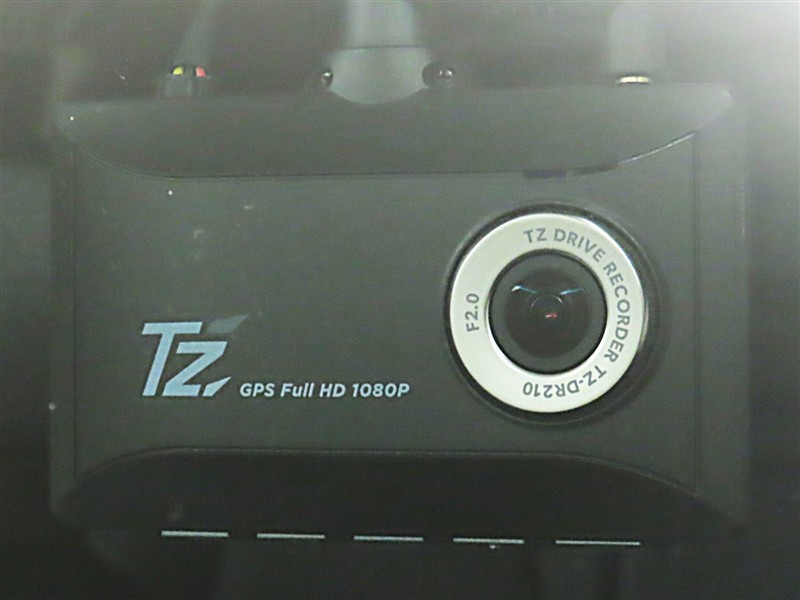 TZ
GPS Full HD 1080P
F2.0
TZ DRIVE RECORDER TZ-DR210